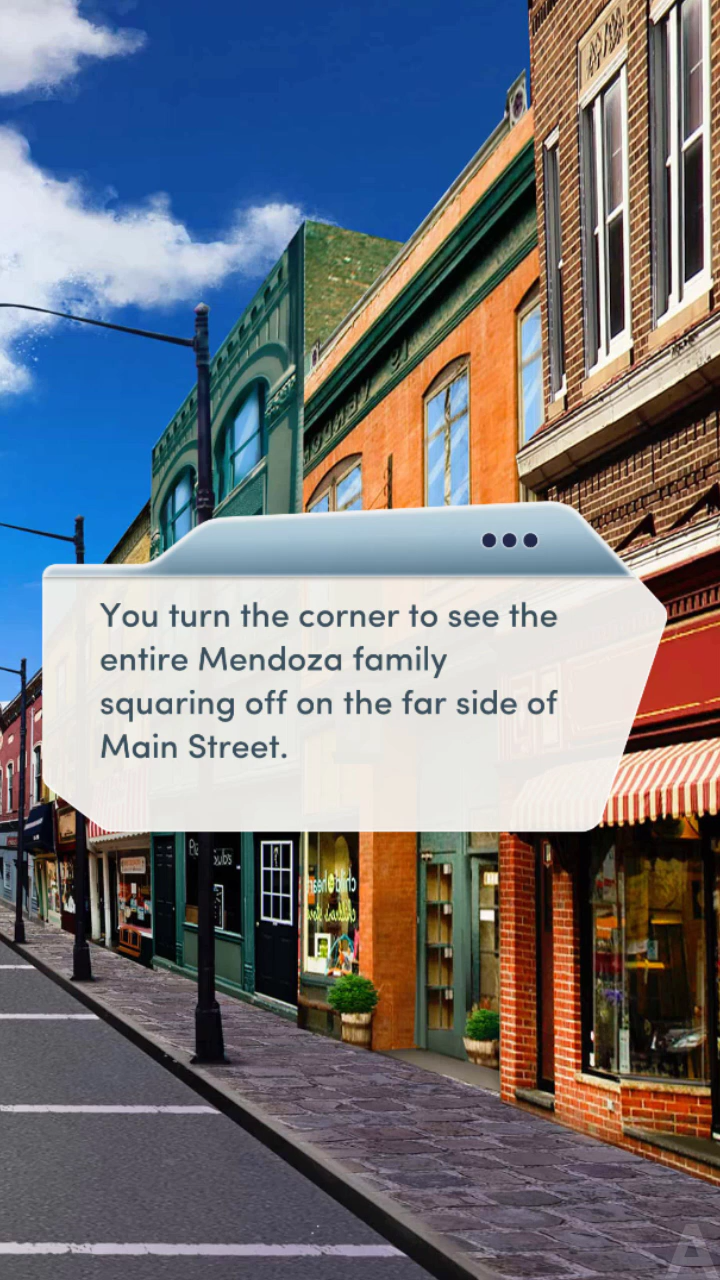 You turn the corner to see the
entire Mendoza family
squaring off on the far side of
Main Street.